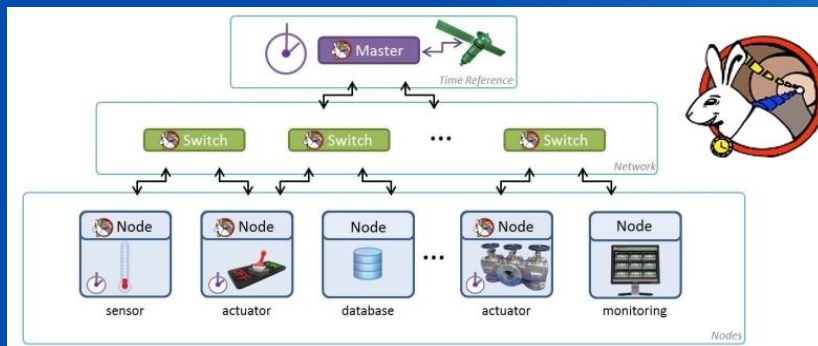 Master
Time Reference
Switch
Switch
...
Switch
Network
Node
Node
Node
...
Node
Node
sensor
actuator
database
actuator
monitoring
Nodes